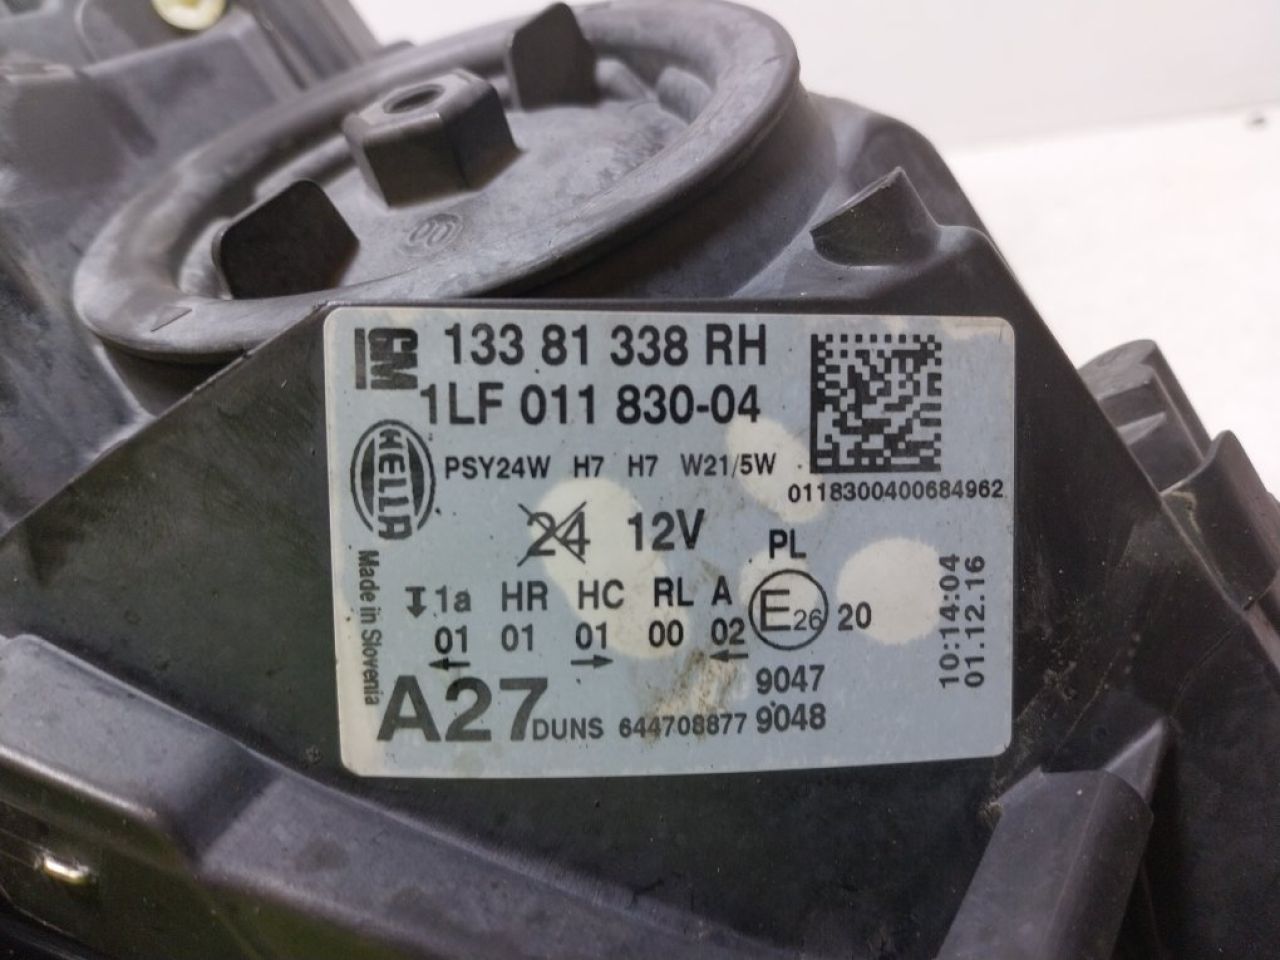 GM
133 81 338 RH
1LF 011 830-04
HELLA
PSY24W H7 H7 W21/5W
0118300400684962
24 12V
PL
1a HR HC RL A E26 20
01 01 01 00 02
10:14:04
01.12.16
Made in Slovenia
A27
9047
DUNS 644708877 9048